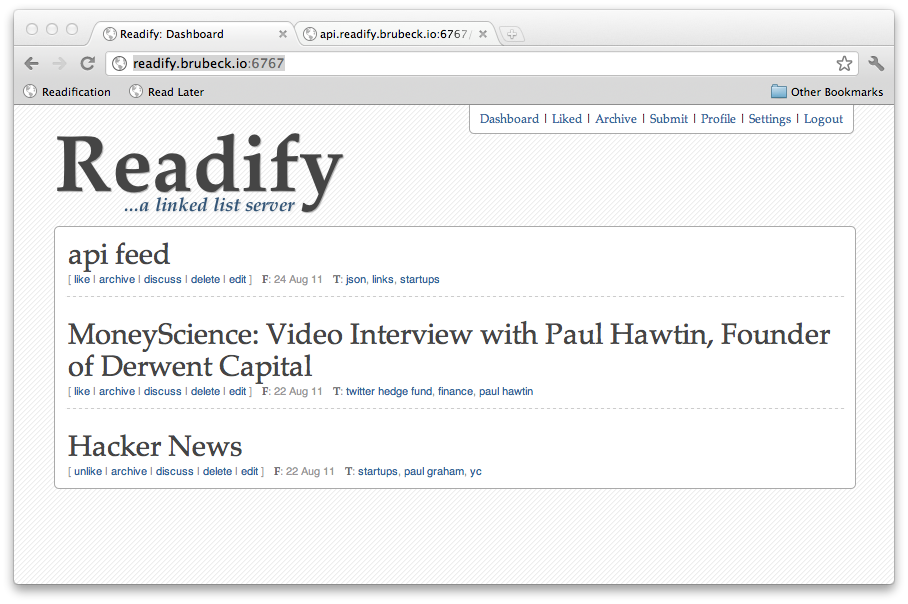 Readify: Dashboard
api.readify.brubeck.io:6767/
readify.brubeck.io:6767
Readification
Read Later
Other Bookmarks
Dashboard | Liked | Archive | Submit | Profile | Settings | Logout
Readify
...a linked list server
api feed
[ like | archive | discuss | delete | edit ] F: 24 Aug 11 T: json, links, startups
MoneyScience: Video Interview with Paul Hawtin, Founder
of Derwent Capital
[ like | archive | discuss | delete | edit ] F: 22 Aug 11 T: twitter hedge fund, finance, paul hawtin
Hacker News
[ unlike | archive | discuss | delete | edit ] F: 22 Aug 11 T: startups, paul graham, yc